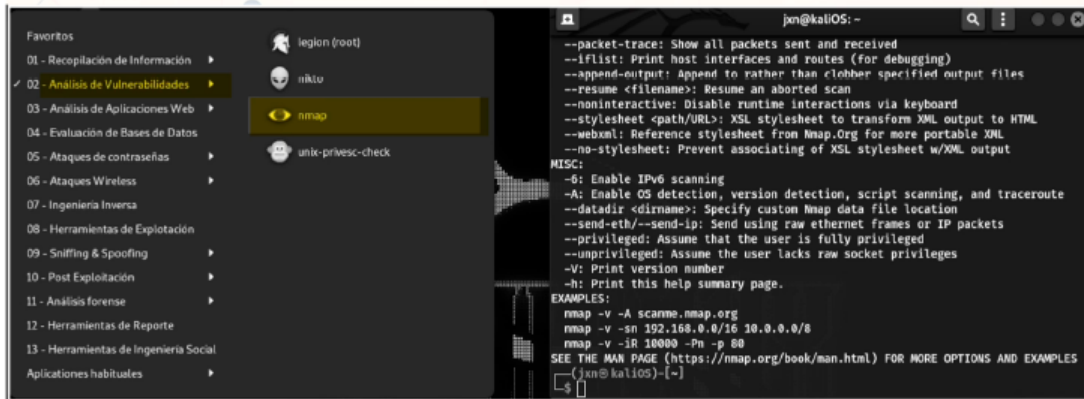 Favoritos
01 - Recopilación de Información
✓ 02 - Análisis de Vulnerabilidades
03 - Análisis de Aplicaciones Web
04 - Evaluación de Bases de Datos
05 - Ataques de contraseñas
06 - Ataques Wireless
07 - Ingeniería Inversa
08 - Herramientas de Explotación
09 - Sniffing & Spoofing
10 - Post Explotación
11 - Análisis forense
12 - Herramientas de Reporte
13 - Herramientas de Ingeniería Social
Aplicationes habituales
legion (root)
nikto
nmap
unix-privesc-check
jxn@kaliOS: ~
--packet-trace: Show all packets sent and received
--iflist: Print host interfaces and routes (for debugging)
--append-output: Append to rather than clobber specified output files
--resume <filename>: Resume an aborted scan
--noninteractive: Disable runtime interactions via keyboard
--stylesheet <path/URL>: XSL stylesheet to transform XML output to HTML
--webxml: Reference stylesheet from Nmap.Org for more portable XML
--no-stylesheet: Prevent associating of XSL stylesheet w/XML output
MISC:
-6: Enable IPv6 scanning
-A: Enable OS detection, version detection, script scanning, and traceroute
--datadir <dirname>: Specify custom Nmap data file location
--send-eth/--send-ip: Send using raw ethernet frames or IP packets
--privileged: Assume that the user is fully privileged
--unprivileged: Assume the user lacks raw socket privileges
-V: Print version number
-h: Print this help summary page.
EXAMPLES:
nmap -v -A scanme.nmap.org
nmap -v -sn 192.168.0.0/16 10.0.0.0/8
nmap -v -iR 10000 -Pn -p 80
SEE THE MAN PAGE (https://nmap.org/book/man.html) FOR MORE OPTIONS AND EXAMPLES
(jxn㉿kaliOS)-[~]
$